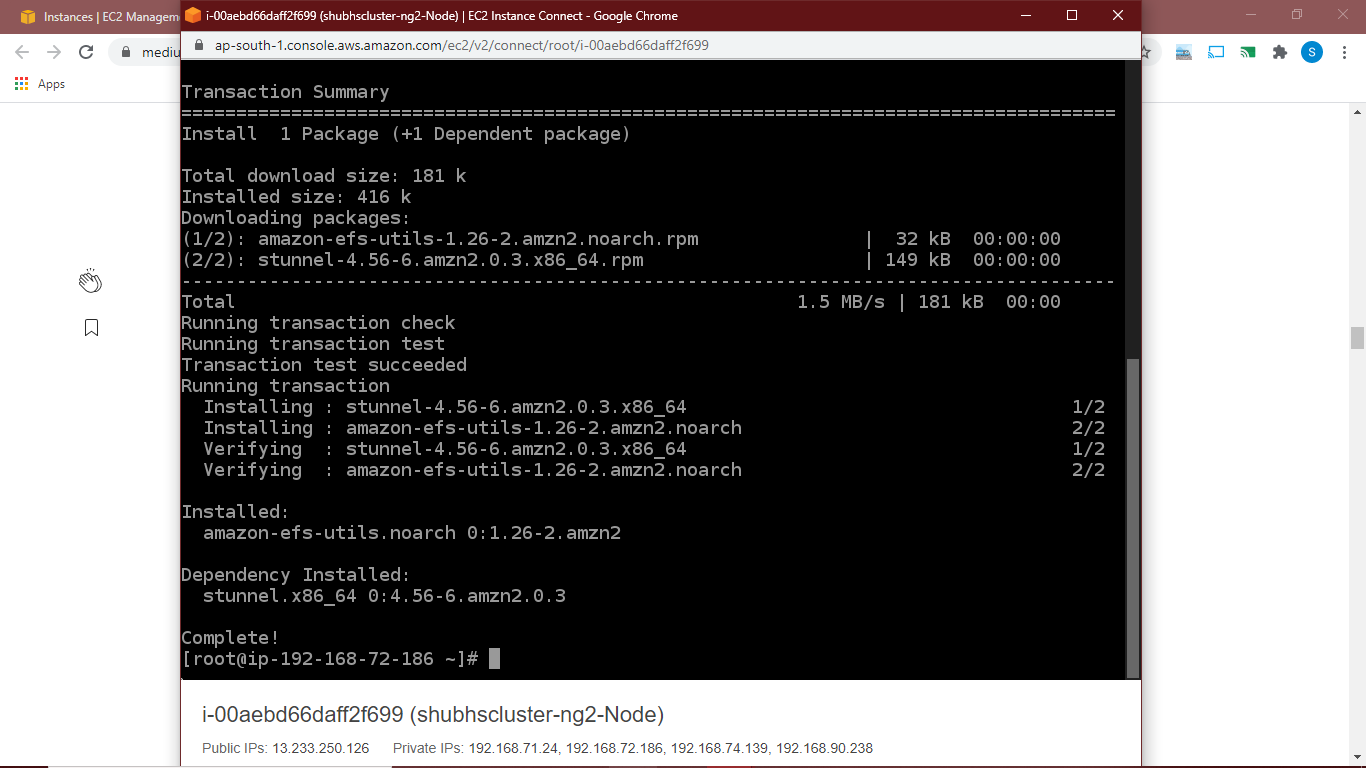 Instances | EC2 Managem
i-00aebd66daff2f699 (shubhscluster-ng2-Node) | EC2 Instance Connect - Google Chrome
mediu
ap-south-1.console.aws.amazon.com/ec2/v2/connect/root/i-00aebd66daff2f699
S
Apps
Transaction Summary
=====================================================================================
Install  1 Package (+1 Dependent package)
Total download size: 181 k
Installed size: 416 k
Downloading packages:
(1/2): amazon-efs-utils-1.26-2.amzn2.noarch.rpm               |  32 kB  00:00:00
(2/2): stunnel-4.56-6.amzn2.0.3.x86_64.rpm                    | 149 kB  00:00:00
-------------------------------------------------------------------------------------
Total                                                   1.5 MB/s | 181 kB  00:00
Running transaction check
Running transaction test
Transaction test succeeded
Running transaction
  Installing : stunnel-4.56-6.amzn2.0.3.x86_64                                   1/2
  Installing : amazon-efs-utils-1.26-2.amzn2.noarch                              2/2
  Verifying  : stunnel-4.56-6.amzn2.0.3.x86_64                                   1/2
  Verifying  : amazon-efs-utils-1.26-2.amzn2.noarch                              2/2
Installed:
  amazon-efs-utils.noarch 0:1.26-2.amzn2
Dependency Installed:
  stunnel.x86_64 0:4.56-6.amzn2.0.3
Complete!
[root@ip-192-168-72-186 ~]#
i-00aebd66daff2f699 (shubhscluster-ng2-Node)
Public IPs: 13.233.250.126 Private IPs: 192.168.71.24, 192.168.72.186, 192.168.74.139, 192.168.90.238